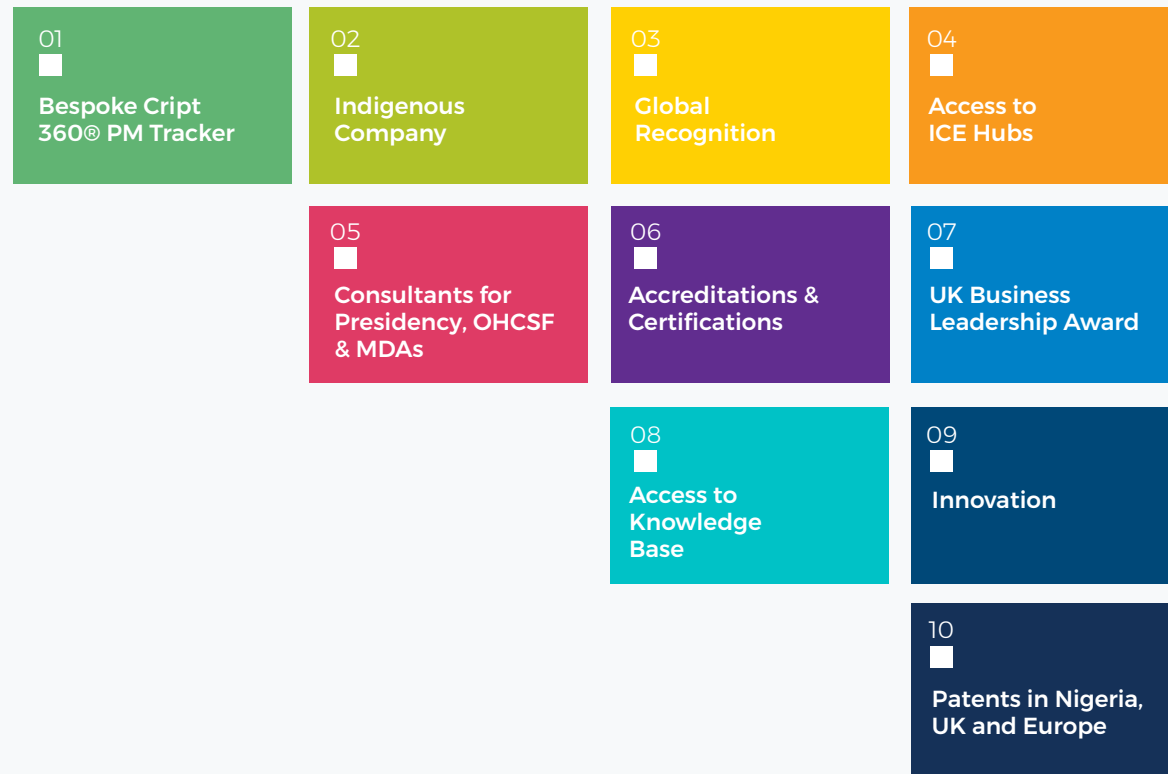 01
Bespoke Cript
360® PM Tracker
02
Indigenous
Company
03
Global
Recognition
04
Access to
ICE Hubs
05
Consultants for
Presidency, OHCSF
& MDAs
06
Accreditations &
Certifications
07
UK Business
Leadership Award
08
Access to
Knowledge
Base
09
Innovation
10
Patents in Nigeria,
UK and Europe